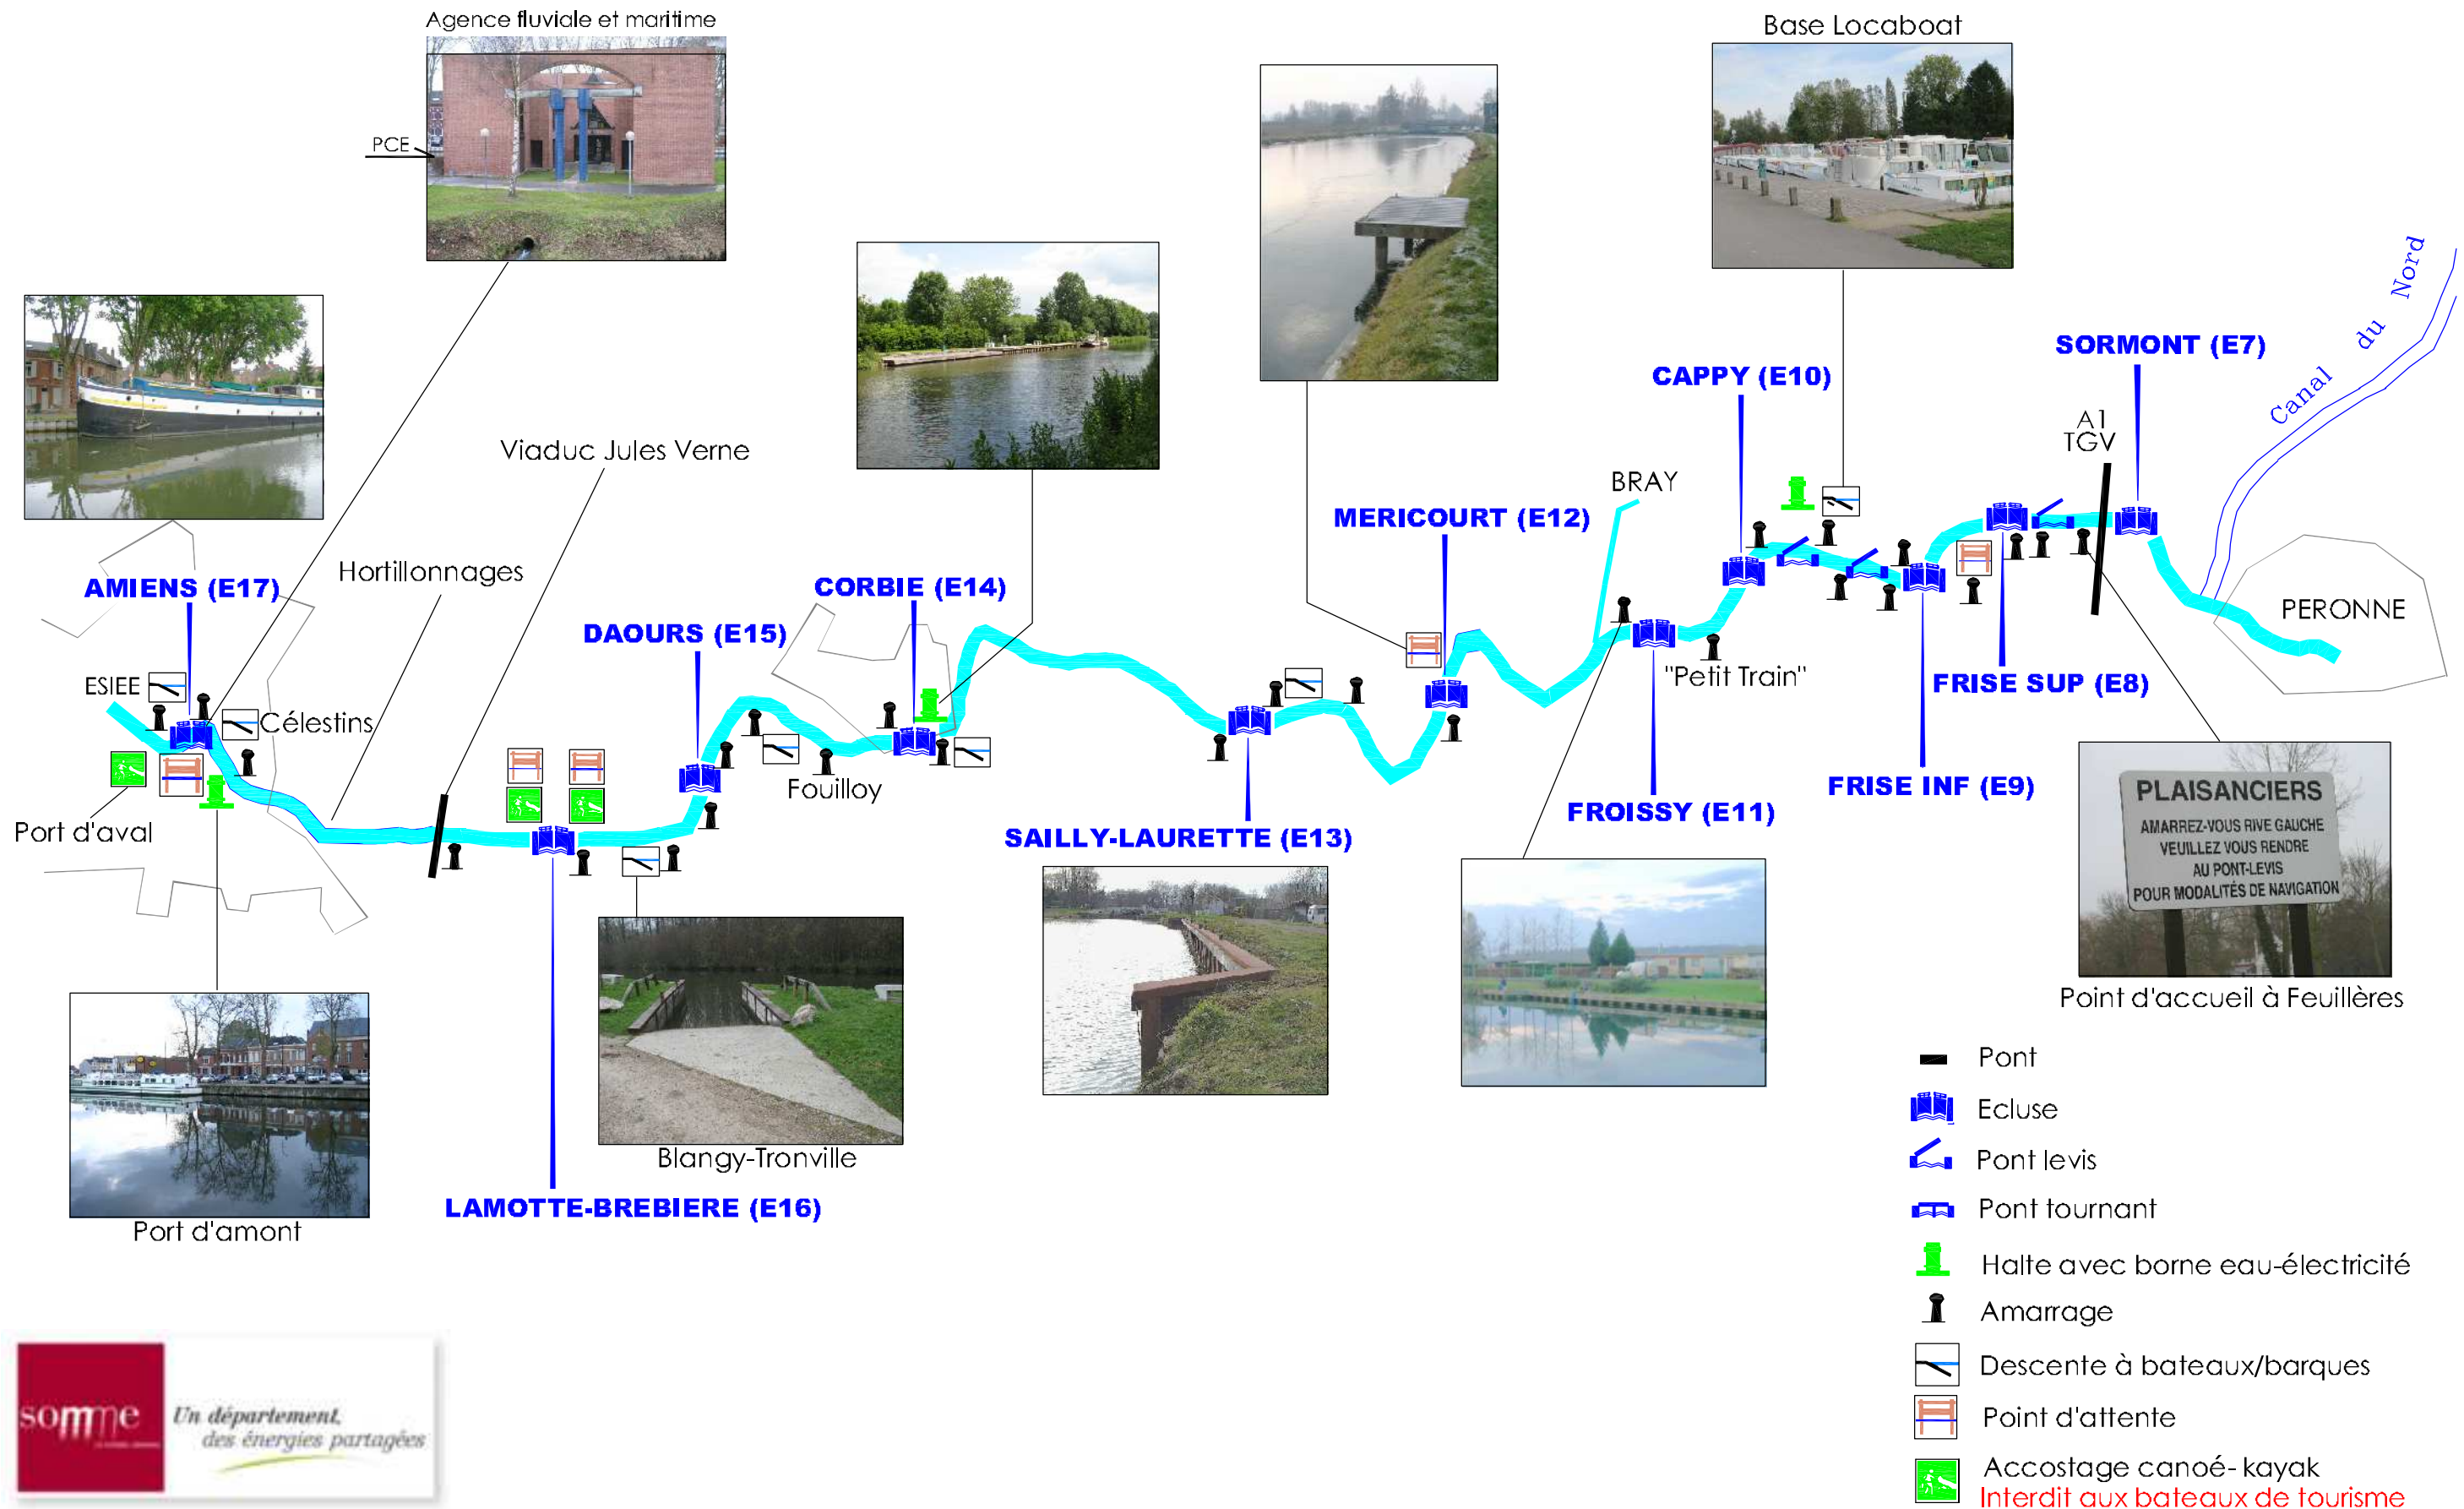 Agence fluviale et maritime
PCE
Base Locaboat
Canal du Nord
SORMONT (E7)
CAPPY (E10)
A1
TGV
Viaduc Jules Verne
BRAY
MERICOURT (E12)
Hortillonnages
AMIENS (E17)
CORBIE (E14)
DAOURS (E15)
PERONNE
ESIEE
Célestins
"Petit Train"
FRISE SUP (E8)
Port d'aval
Fouilloy
SAILLY-LAURETTE (E13)
FROISSY (E11)
FRISE INF (E9)
PLAISANCIERS
AMARREZ-VOUS RIVE GAUCHE
VEUILLEZ VOUS RENDRE
AU PONT-LEVIS
POUR MODALITÉS DE NAVIGATION
Point d'accueil à Feuillères
Blangy-Tronville
LAMOTTE-BREBIERE (E16)
Port d'amont
Pont
Ecluse
Pont levis
Pont tournant
Halte avec borne eau-électricité
Amarrage
Descente à bateaux/barques
Point d'attente
Accostage canoé- kayak
Interdit aux bateaux de tourisme
somme
Un département,
des énergies partagées